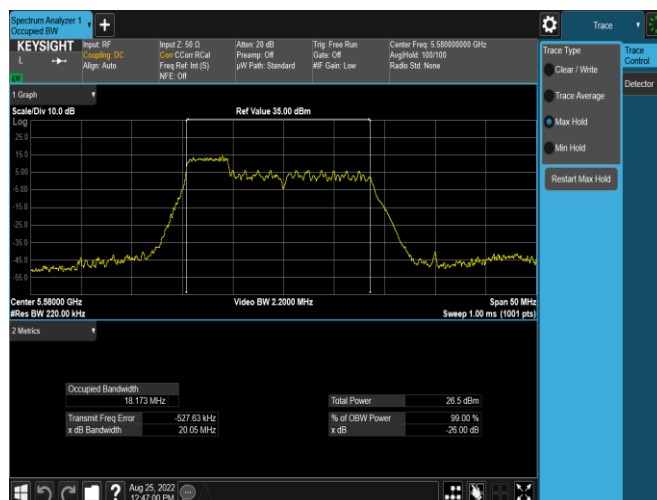 Spectrum Analyzer 1
Occupied BW
Trace
KEYSIGHT
L
Input: RF
Coupling: DC
Align: Auto
Input Z: 50 Ω
Corr CCorr RCal
Freq Ref: Int (S)
NFE: Off
Atten: 20 dB
Preamp: Off
µW Path: Standard
Trig: Free Run
Gate: Off
#IF Gain: Low
Center Freq: 5.580000000 GHz
Avg|Hold: 100/100
Radio Std: None
1 Graph
Scale/Div 10.0 dB
Ref Value 35.00 dBm
Log
25.0
15.0
5.00
-5.00
-15.0
-25.0
-35.0
-45.0
-55.0
Center 5.58000 GHz
#Res BW 220.00 kHz
Video BW 2.2000 MHz
Span 50 MHz
Sweep 1.00 ms (1001 pts)
2 Metrics
Occupied Bandwidth
18.173 MHz
Transmit Freq Error -527.63 kHz
x dB Bandwidth 20.05 MHz
Total Power 26.5 dBm
% of OBW Power 99.00 %
x dB -26.00 dB
Aug 25, 2022
12:47:00 PM
Trace Type
Clear / Write
Trace Average
Max Hold
Min Hold
Restart Max Hold
Trace
Control
Detector